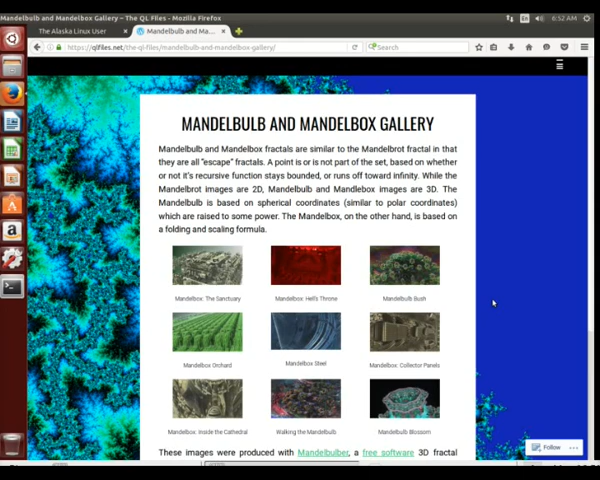 Mandelbulb and Mandelbox Gallery – The QL Files - Mozilla Firefox
En
6:52 AM
The Alaska Linux User
Mandelbulb and Ma...
https://qlfiles.net/the-ql-files/mandelbulb-and-mandelbox-gallery/
Search
MANDELBULB AND MANDELBOX GALLERY
Mandelbulb and Mandelbox fractals are similar to the Mandelbrot fractal in that
they are all "escape" fractals. A point is or is not part of the set, based on whether
or not it's recursive function stays bounded, or runs off toward infinity. While the
Mandelbrot images are 2D, Mandelbulb and Mandlebox images are 3D. The
Mandelbulb is based on spherical coordinates (similar to polar coordinates)
which are raised to some power. The Mandelbox, on the other hand, is based on
a folding and scaling formula.
Mandelbox: The Sanctuary
Mandelbox: Hell's Throne
Mandelbulb Bush
Mandelbox Orchard
Mandelbox Steel
Mandelbox: Collector Panels
Mandelbox: Inside the Cathedral
Walking the Mandelbulb
Mandelbulb Blossom
Follow
These images were produced with Mandelbulber, a free software 3D fractal